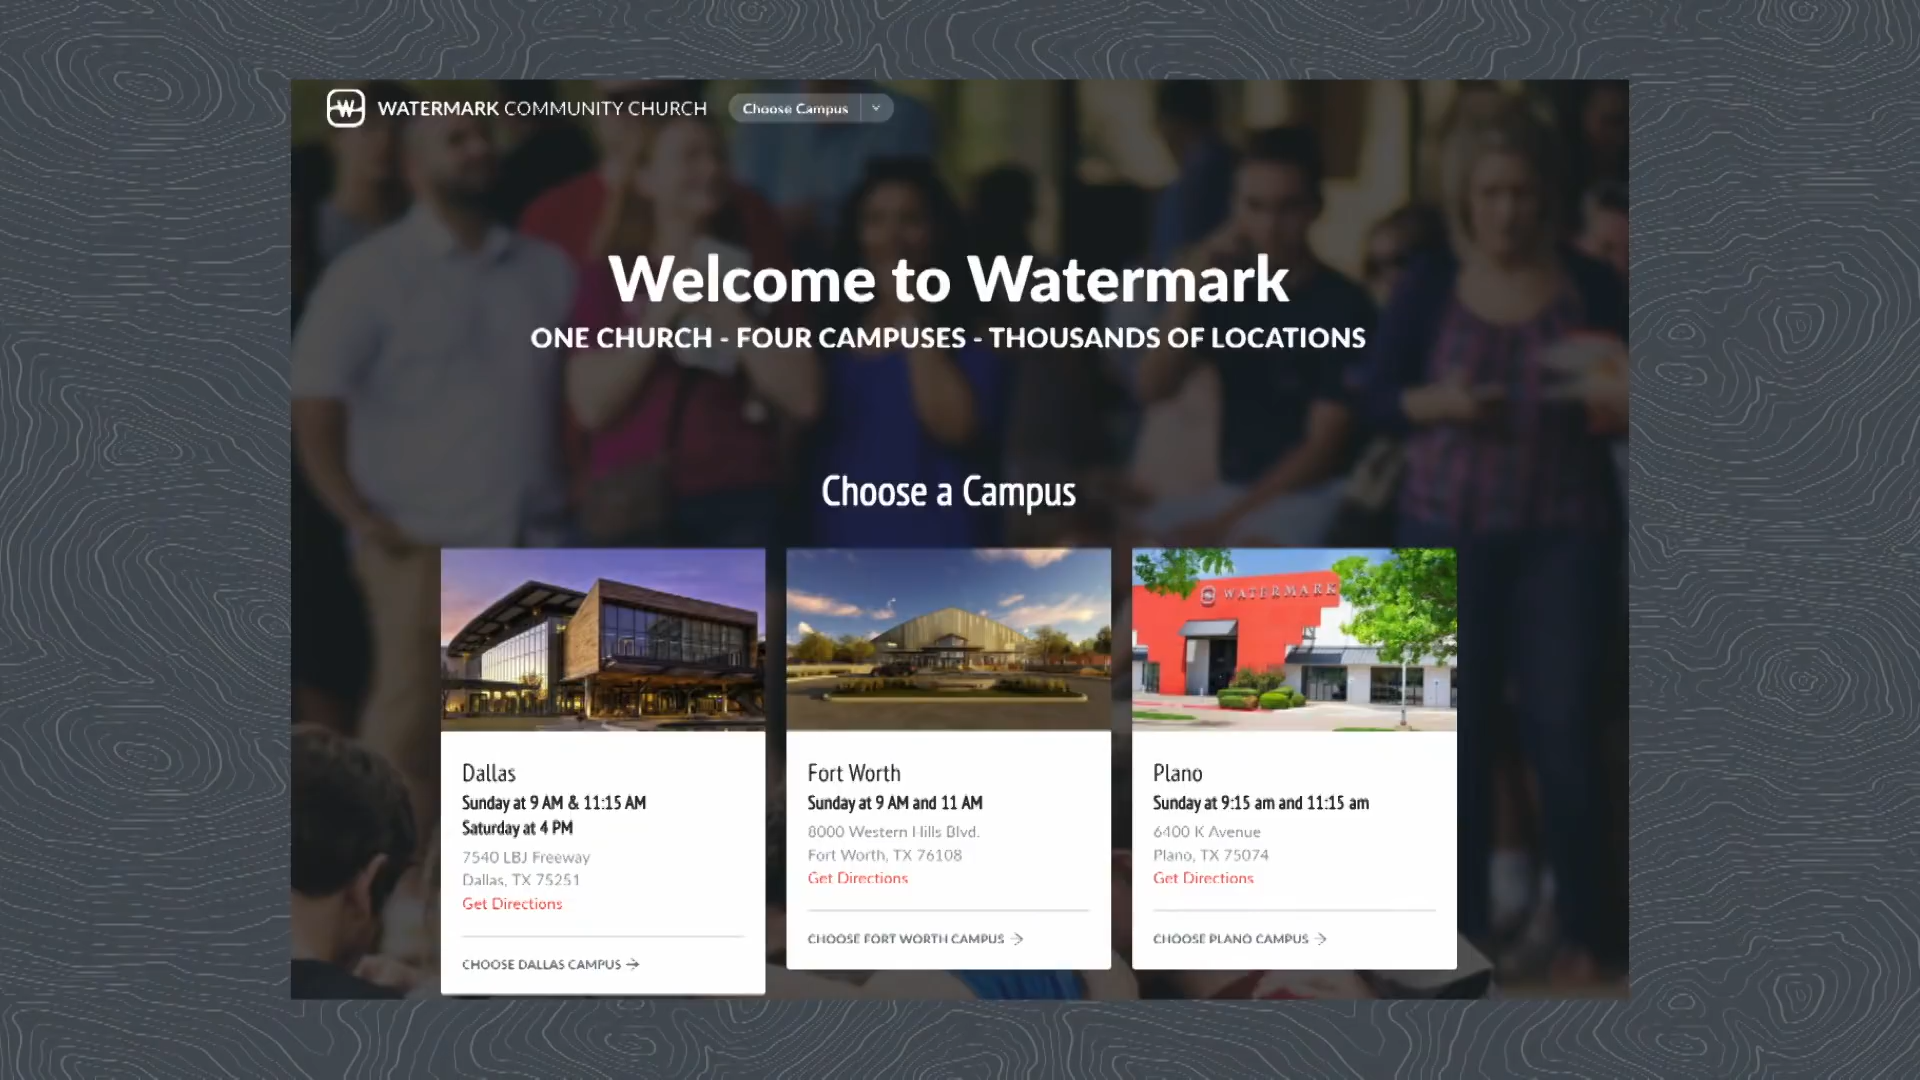 W WATERMARK COMMUNITY CHURCH Choose Campus
Welcome to Watermark
ONE CHURCH - FOUR CAMPUSES - THOUSANDS OF LOCATIONS
Choose a Campus
WATERMARK
Dallas
Sunday at 9 AM & 11:15 AM
Saturday at 4 PM
7540 LBJ Freeway
Dallas, TX 75251
Get Directions
CHOOSE DALLAS CAMPUS →
Fort Worth
Sunday at 9 AM and 11 AM
8000 Western Hills Blvd.
Fort Worth, TX 76108
Get Directions
CHOOSE FORT WORTH CAMPUS →
Plano
Sunday at 9:15 am and 11:15 am
6400 K Avenue
Plano, TX 75074
Get Directions
CHOOSE PLANO CAMPUS →